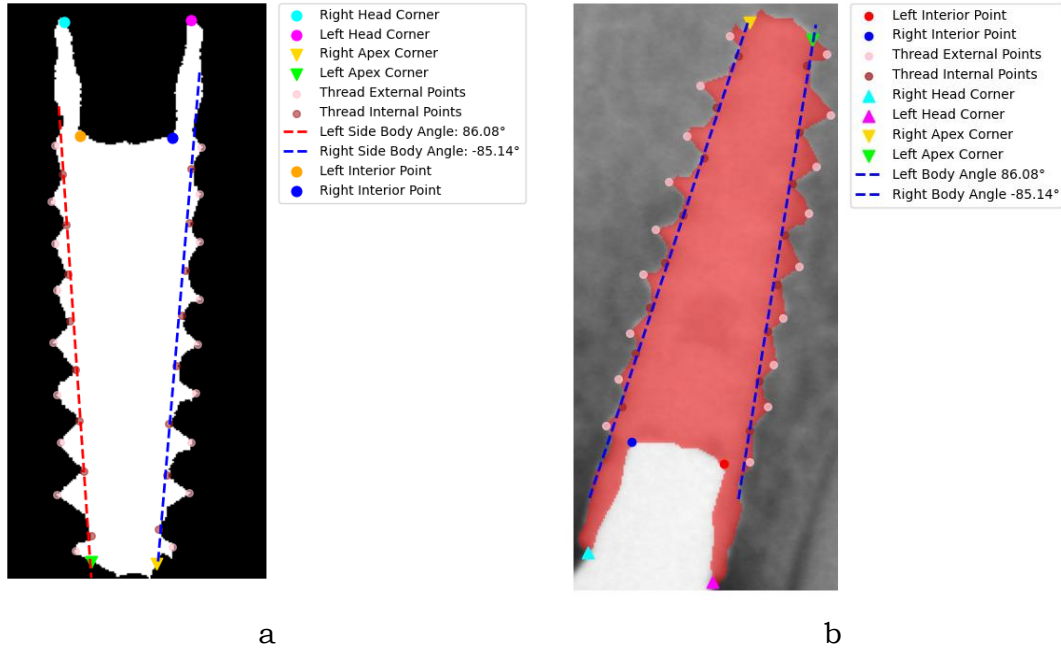 Right Head Corner
Left Head Corner
Right Apex Corner
Left Apex Corner
Thread External Points
Thread Internal Points
Left Side Body Angle: 86.08°
Right Side Body Angle: -85.14°
Left Interior Point
Right Interior Point
Left Interior Point
Right Interior Point
Thread External Points
Thread Internal Points
Right Head Corner
Left Head Corner
Right Apex Corner
Left Apex Corner
Left Body Angle 86.08°
Right Body Angle -85.14°
a
b